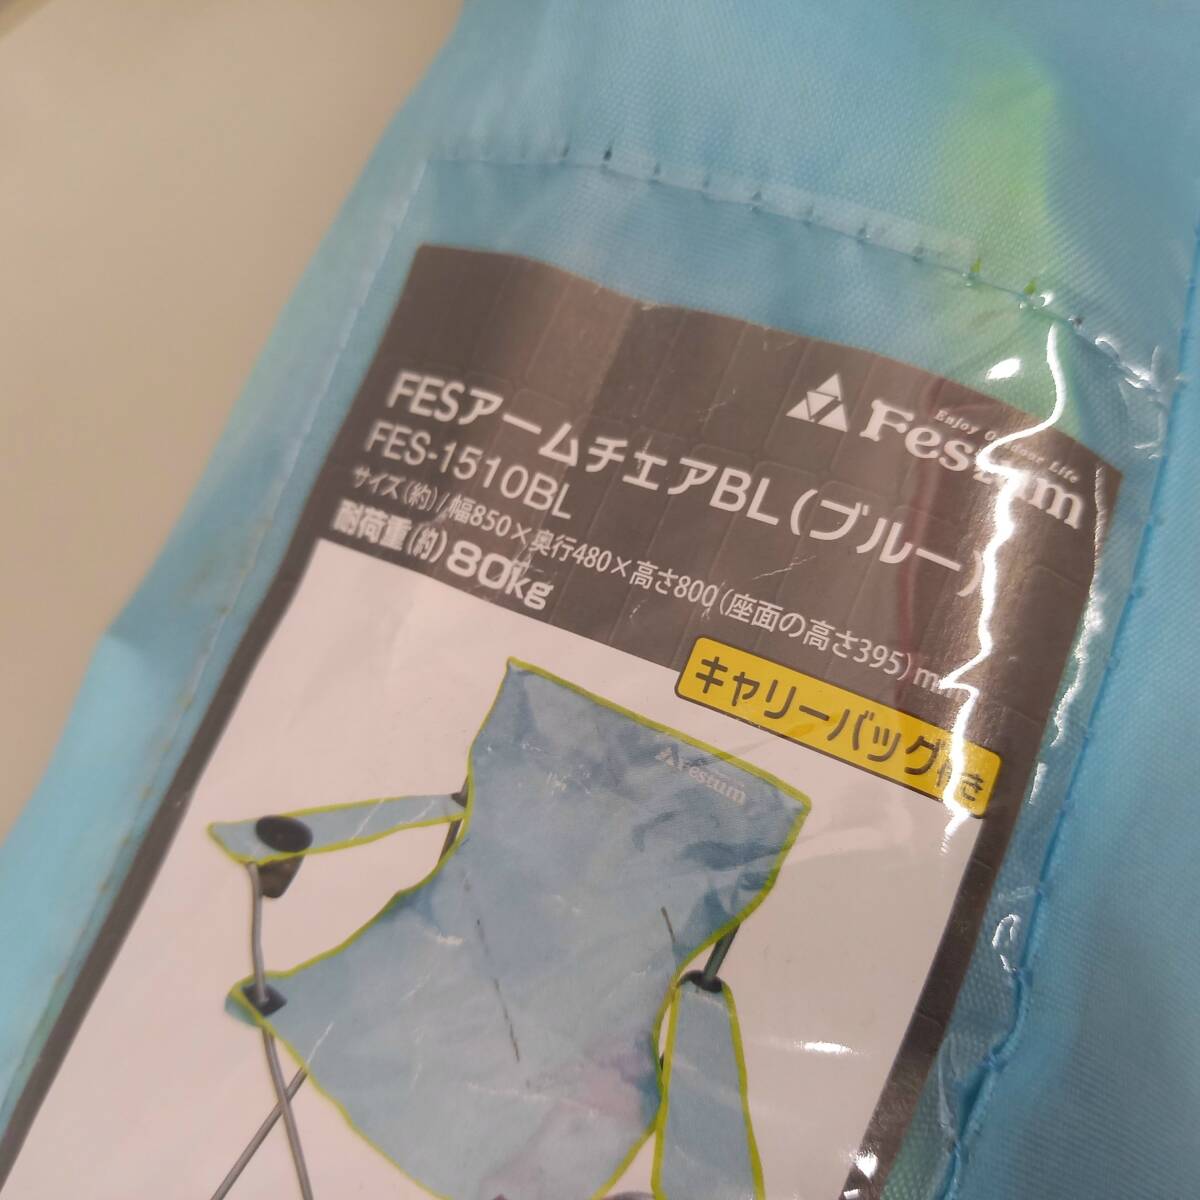 Enjoy Outdoor Life
Festum
FESアームチェアBL(ブルー)
FES-1510BL
サイズ(約)/幅850×奥行480×高さ800(座面の高さ395)mm
耐荷重(約)80kg
キャリーバッグ付き
Festum